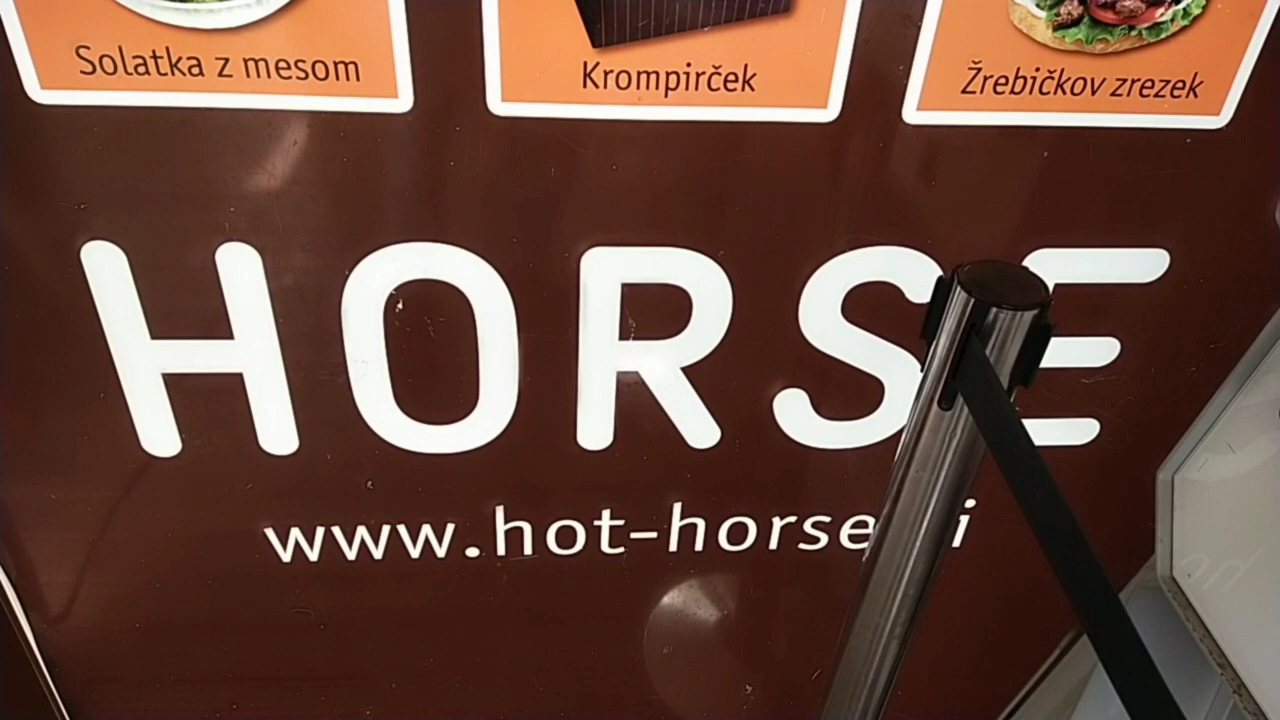 Solatka z mesom
Krompirček
Žrebičkov zrezek
HORSE
www.hot-horse i